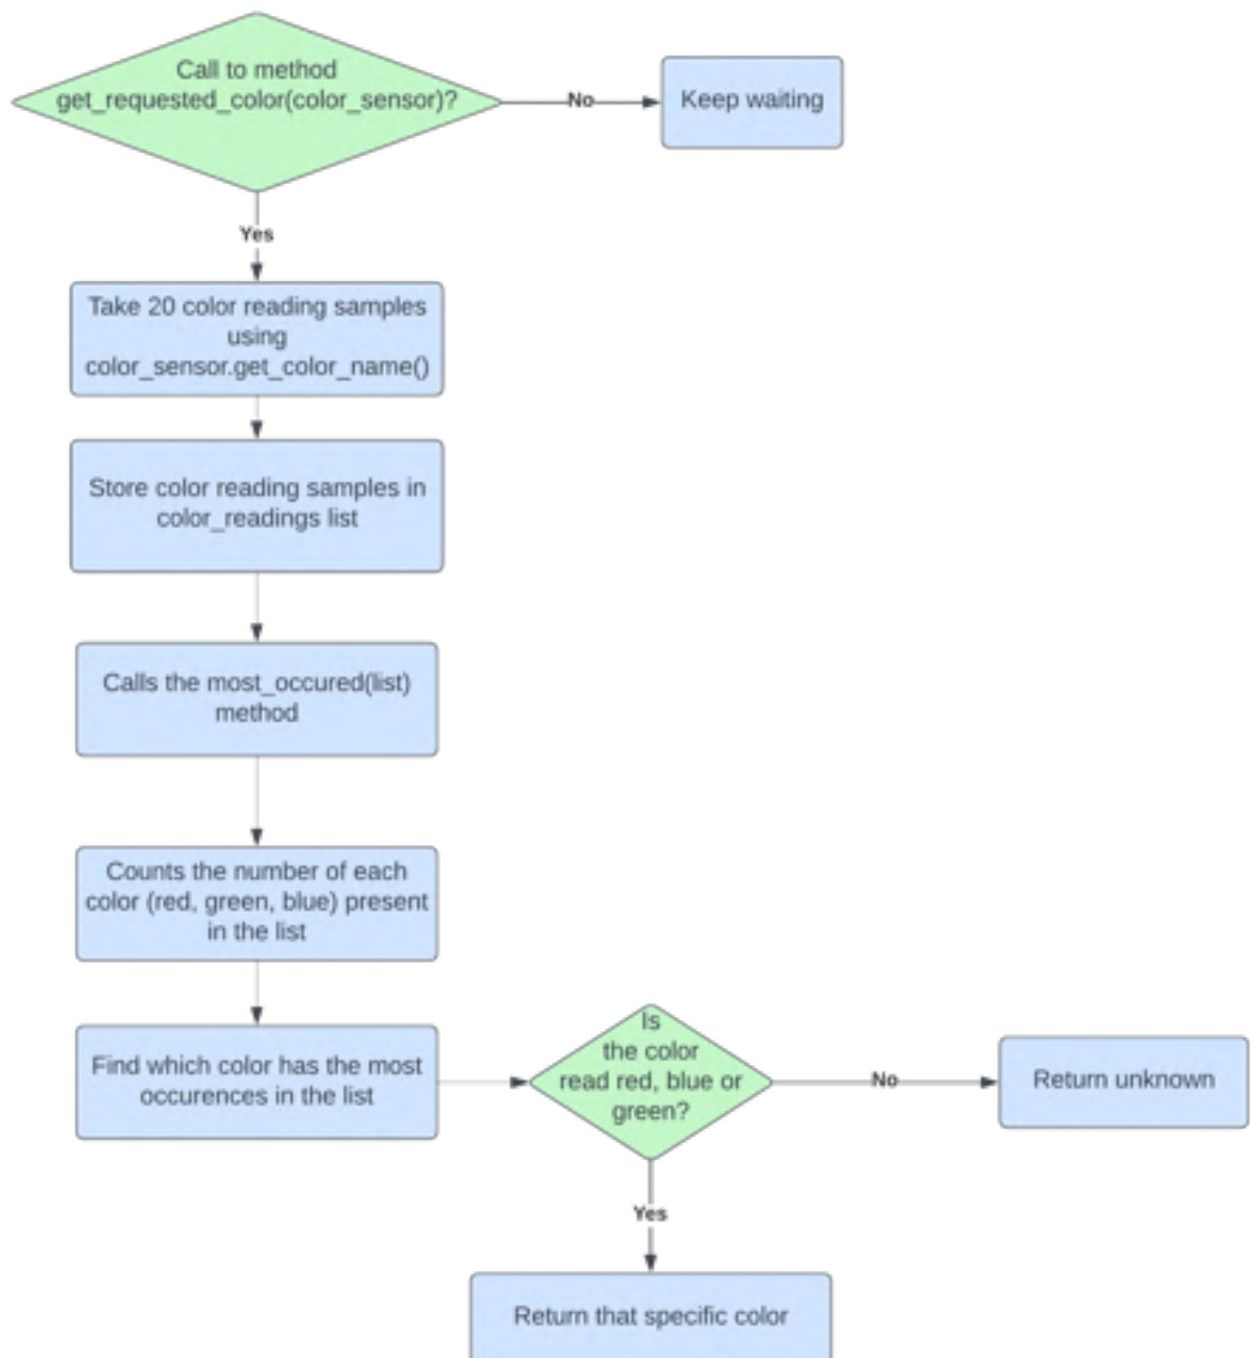 Call to method
get_requested_color(color_sensor)?
No
Keep waiting
Yes
Take 20 color reading samples
using
color_sensor.get_color_name()
Store color reading samples in
color_readings list
Calls the most_occured(list)
method
Counts the number of each
color (red, green, blue) present
in the list
Find which color has the most
occurences in the list
Is
the color
read red, blue or
green?
No
Return unknown
Yes
Return that specific color